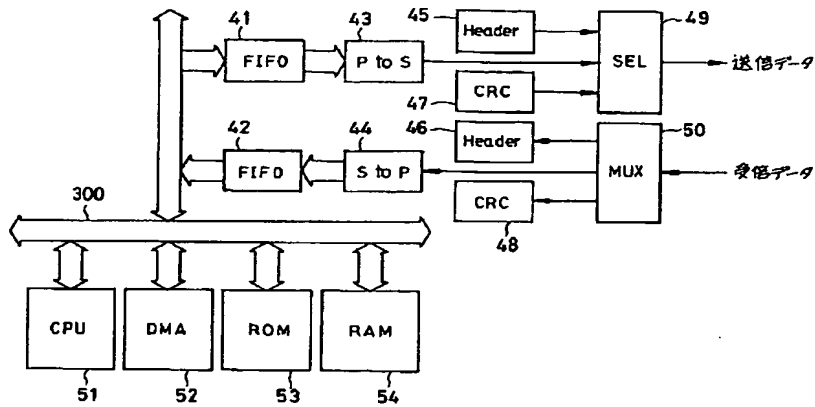 41
43
45
49
FIFO
P to S
Header
SEL
送信データ
47
CRC
42
44
46
50
FIFO
S to P
Header
MUX
受信データ
CRC
48
300
CPU
DMA
ROM
RAM
51
52
53
54